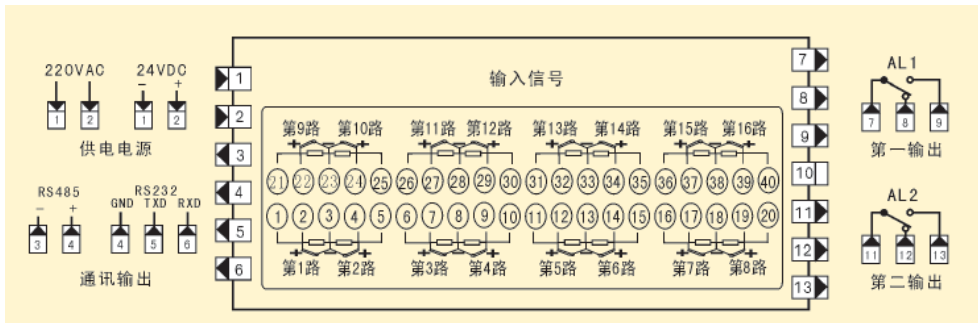 220VAC 24VDC
- +
1 2 1 2
供电电源
RS485 RS232
- + GND TXD RXD
3 4 4 5 6
通讯输出
1
2
3
4
5
6
输入信号
第9路 第10路 第11路 第12路 第13路 第14路 第15路 第16路
+ + + + + + + +
21 22 23 24 25 26 27 28 29 30 31 32 33 34 35 36 37 38 39 40
1 2 3 4 5 6 7 8 9 10 11 12 13 14 15 16 17 18 19 20
+ + + + + + + +
第1路 第2路 第3路 第4路 第5路 第6路 第7路 第8路
7
8
9
10
11
12
13
AL1
7 8 9
第一输出
AL2
11 12 13
第二输出